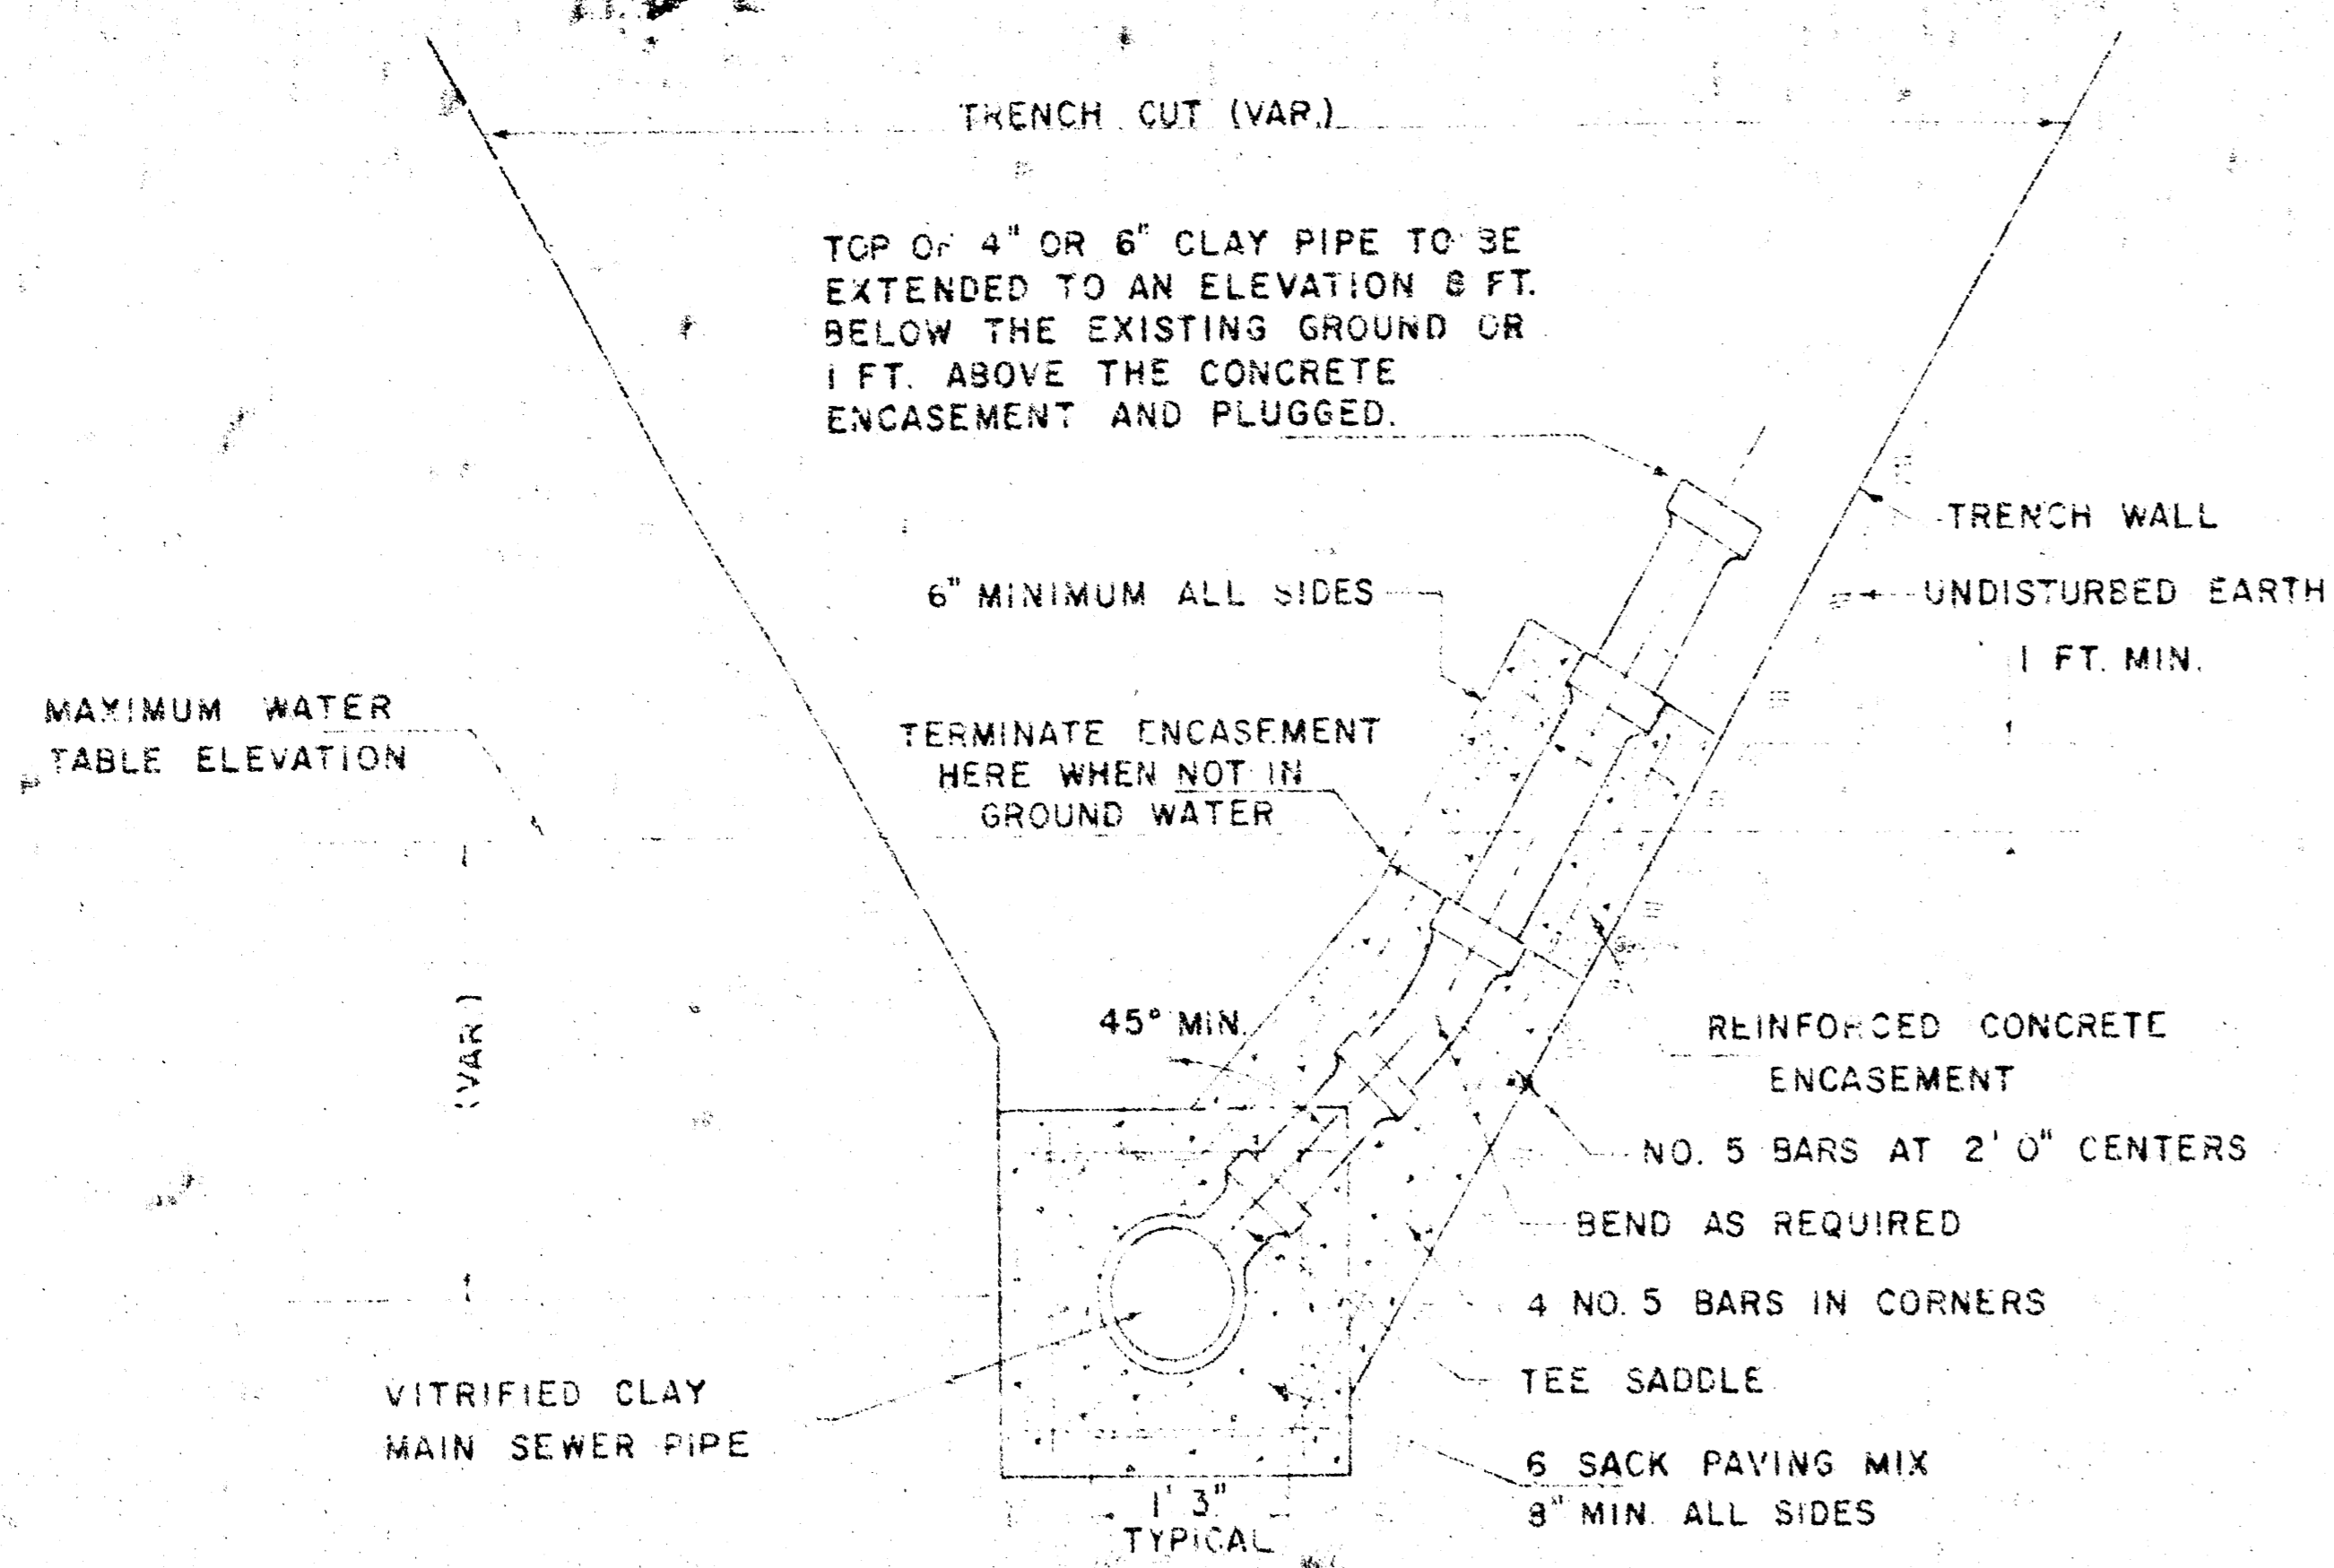 TRENCH CUT (VAR.)
TOP OF 4" OR 6" CLAY PIPE TO BE
EXTENDED TO AN ELEVATION 8 FT.
BELOW THE EXISTING GROUND OR
1 FT. ABOVE THE CONCRETE
ENCASEMENT AND PLUGGED.
TRENCH WALL
6" MINIMUM ALL SIDES
UNDISTURBED EARTH
1 FT. MIN.
MAXIMUM WATER
TABLE ELEVATION
TERMINATE ENCASEMENT
HERE WHEN NOT IN
GROUND WATER
(VAR)
45° MIN.
REINFORCED CONCRETE
ENCASEMENT
NO. 5 BARS AT 2' 0" CENTERS
BEND AS REQUIRED
4 NO. 5 BARS IN CORNERS
TEE SADDLE
VITRIFIED CLAY
MAIN SEWER PIPE
6 SACK PAVING MIX
8" MIN. ALL SIDES
1' 3"
TYPICAL